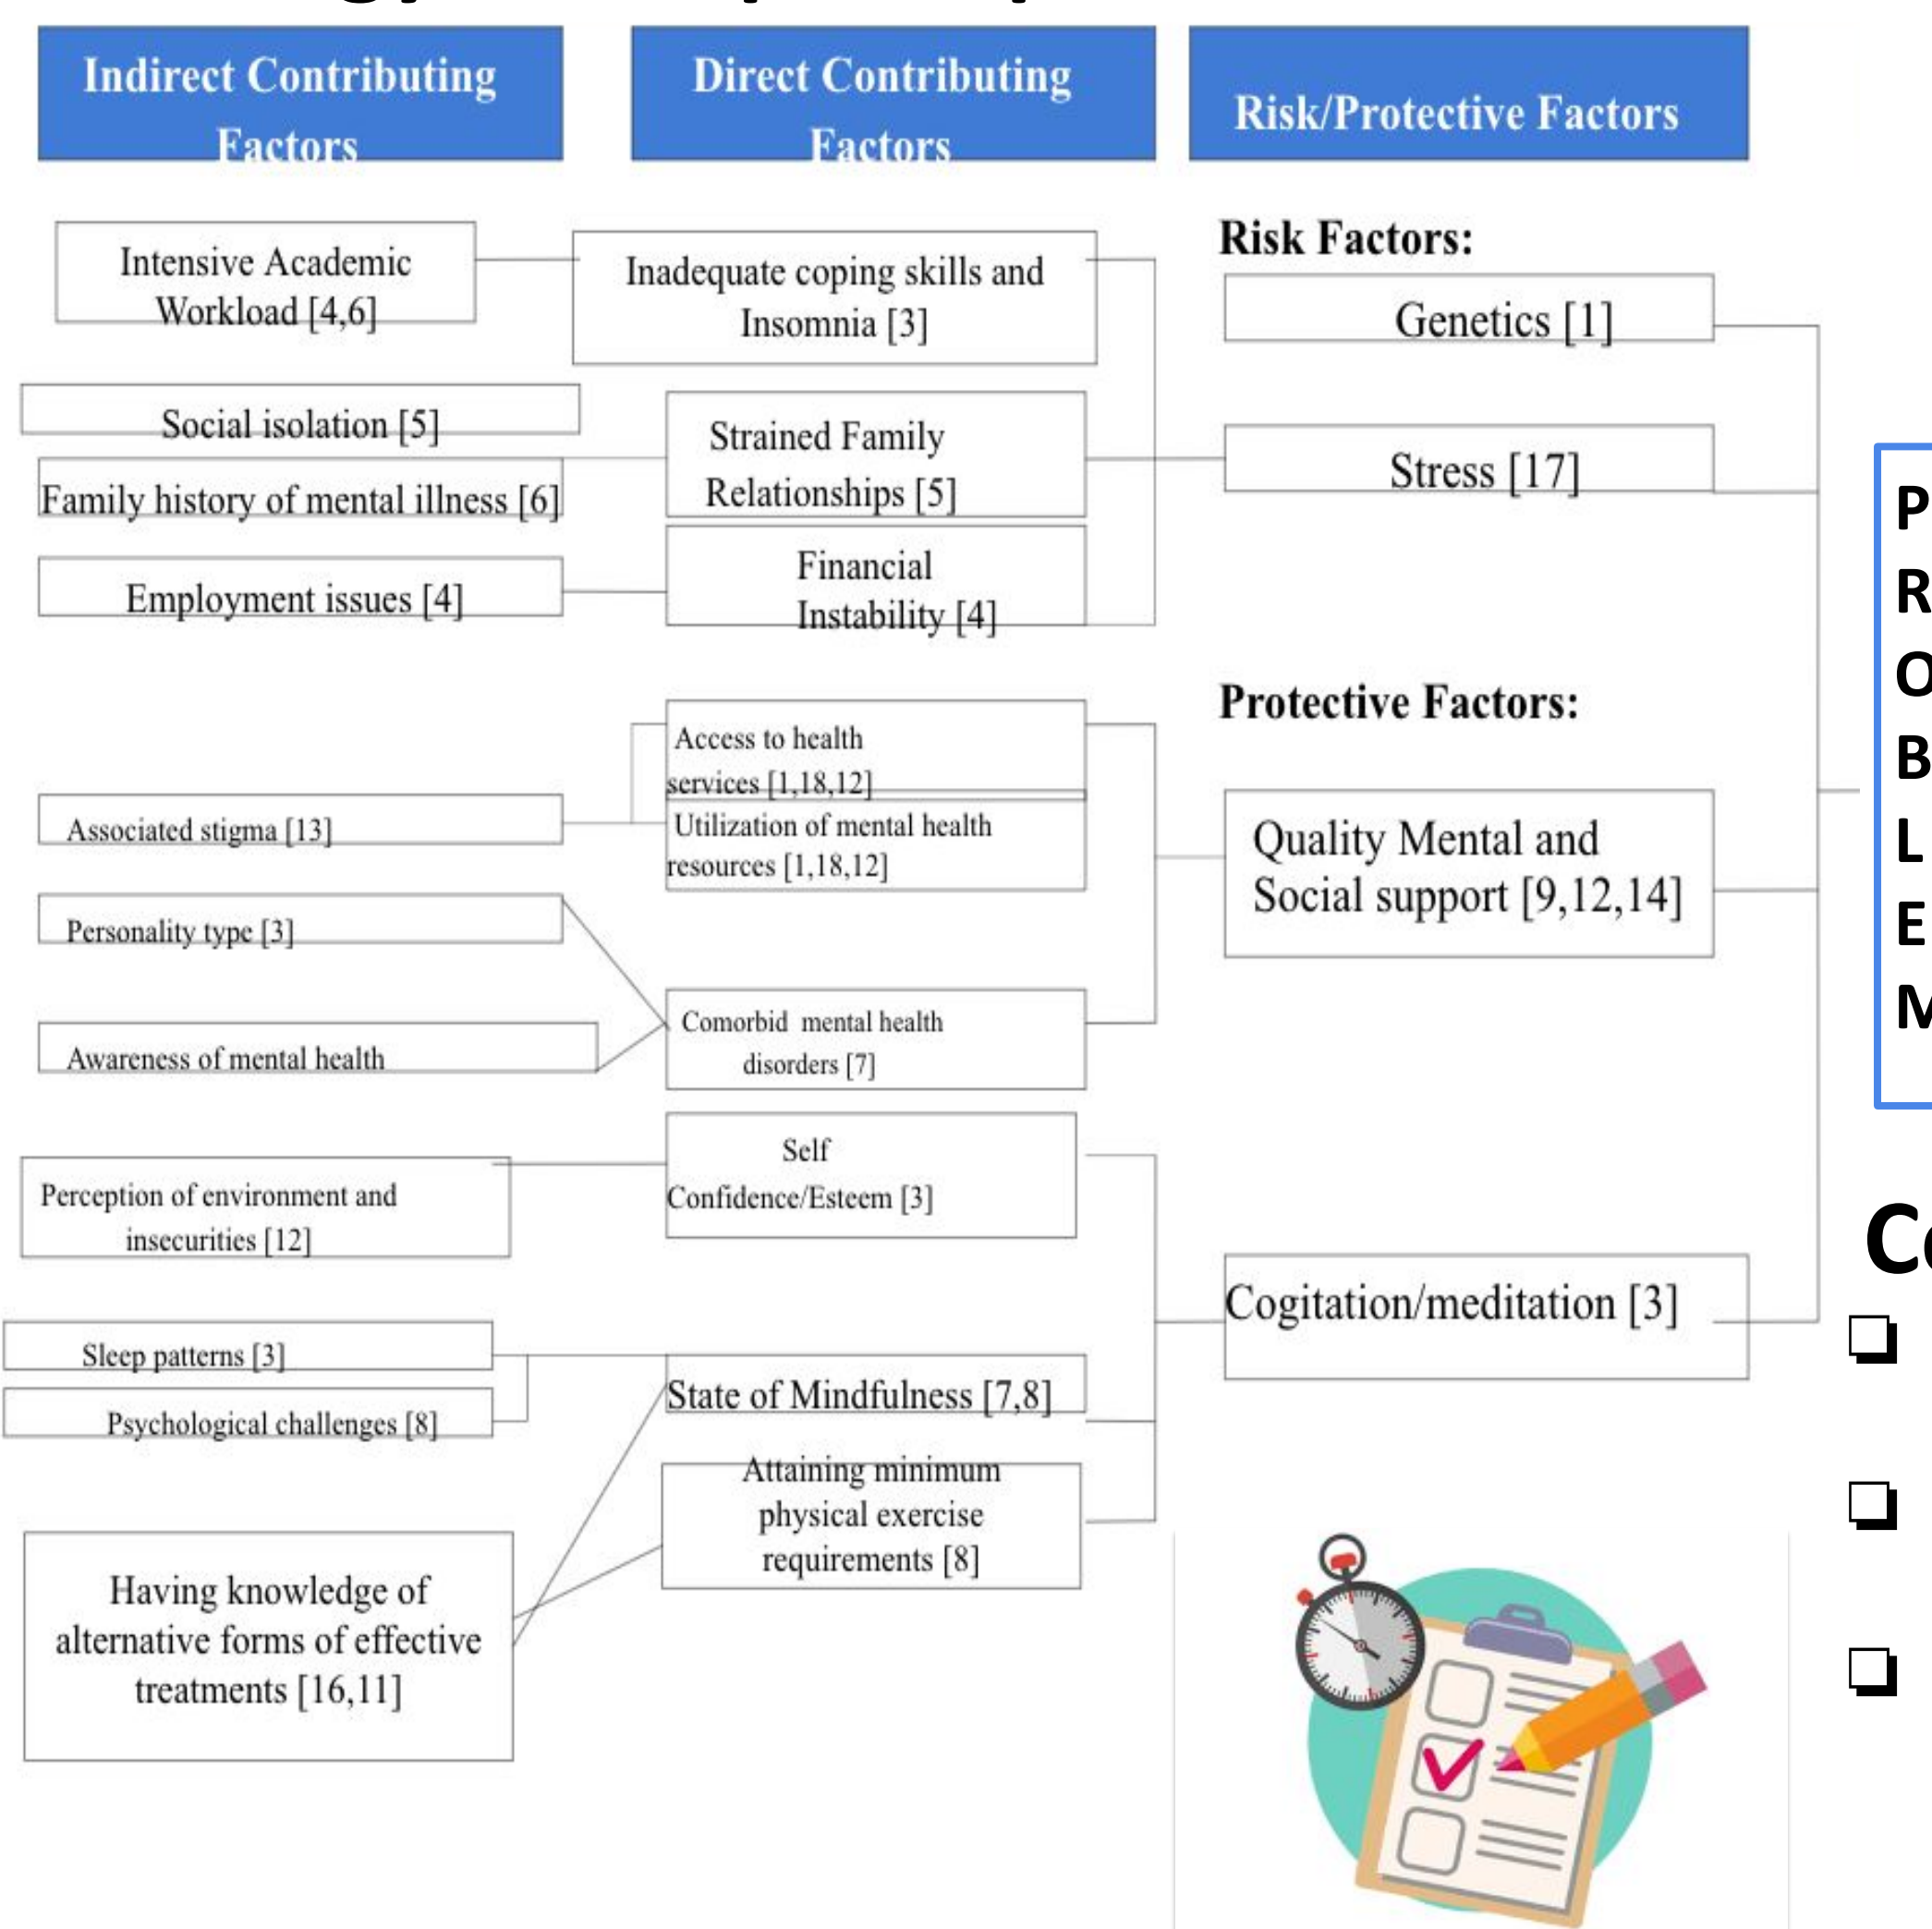 Indirect Contributing
Factors
Direct Contributing
Factors
Risk/Protective Factors
Intensive Academic
Workload [4,6]
Social isolation [5]
Family history of mental illness [6]
Employment issues [4]
Associated stigma [13]
Personality type [3]
Awareness of mental health
Perception of environment and
insecurities [12]
Sleep patterns [3]
Psychological challenges [8]
Having knowledge of
alternative forms of effective
treatments [16,11]
Inadequate coping skills and
Insomnia [3]
Strained Family
Relationships [5]
Financial
Instability [4]
Access to health
services [1,18,12]
Utilization of mental health
resources [1,18,12]
Comorbid mental health
disorders [7]
Self
Confidence/Esteem [3]
State of Mindfulness [7,8]
Attaining minimum
physical exercise
requirements [8]
Risk Factors:
Genetics [1]
Stress [17]
Protective Factors:
Quality Mental and
Social support [9,12,14]
Cogitation/meditation [3]
P
R
O
B
L
E
M